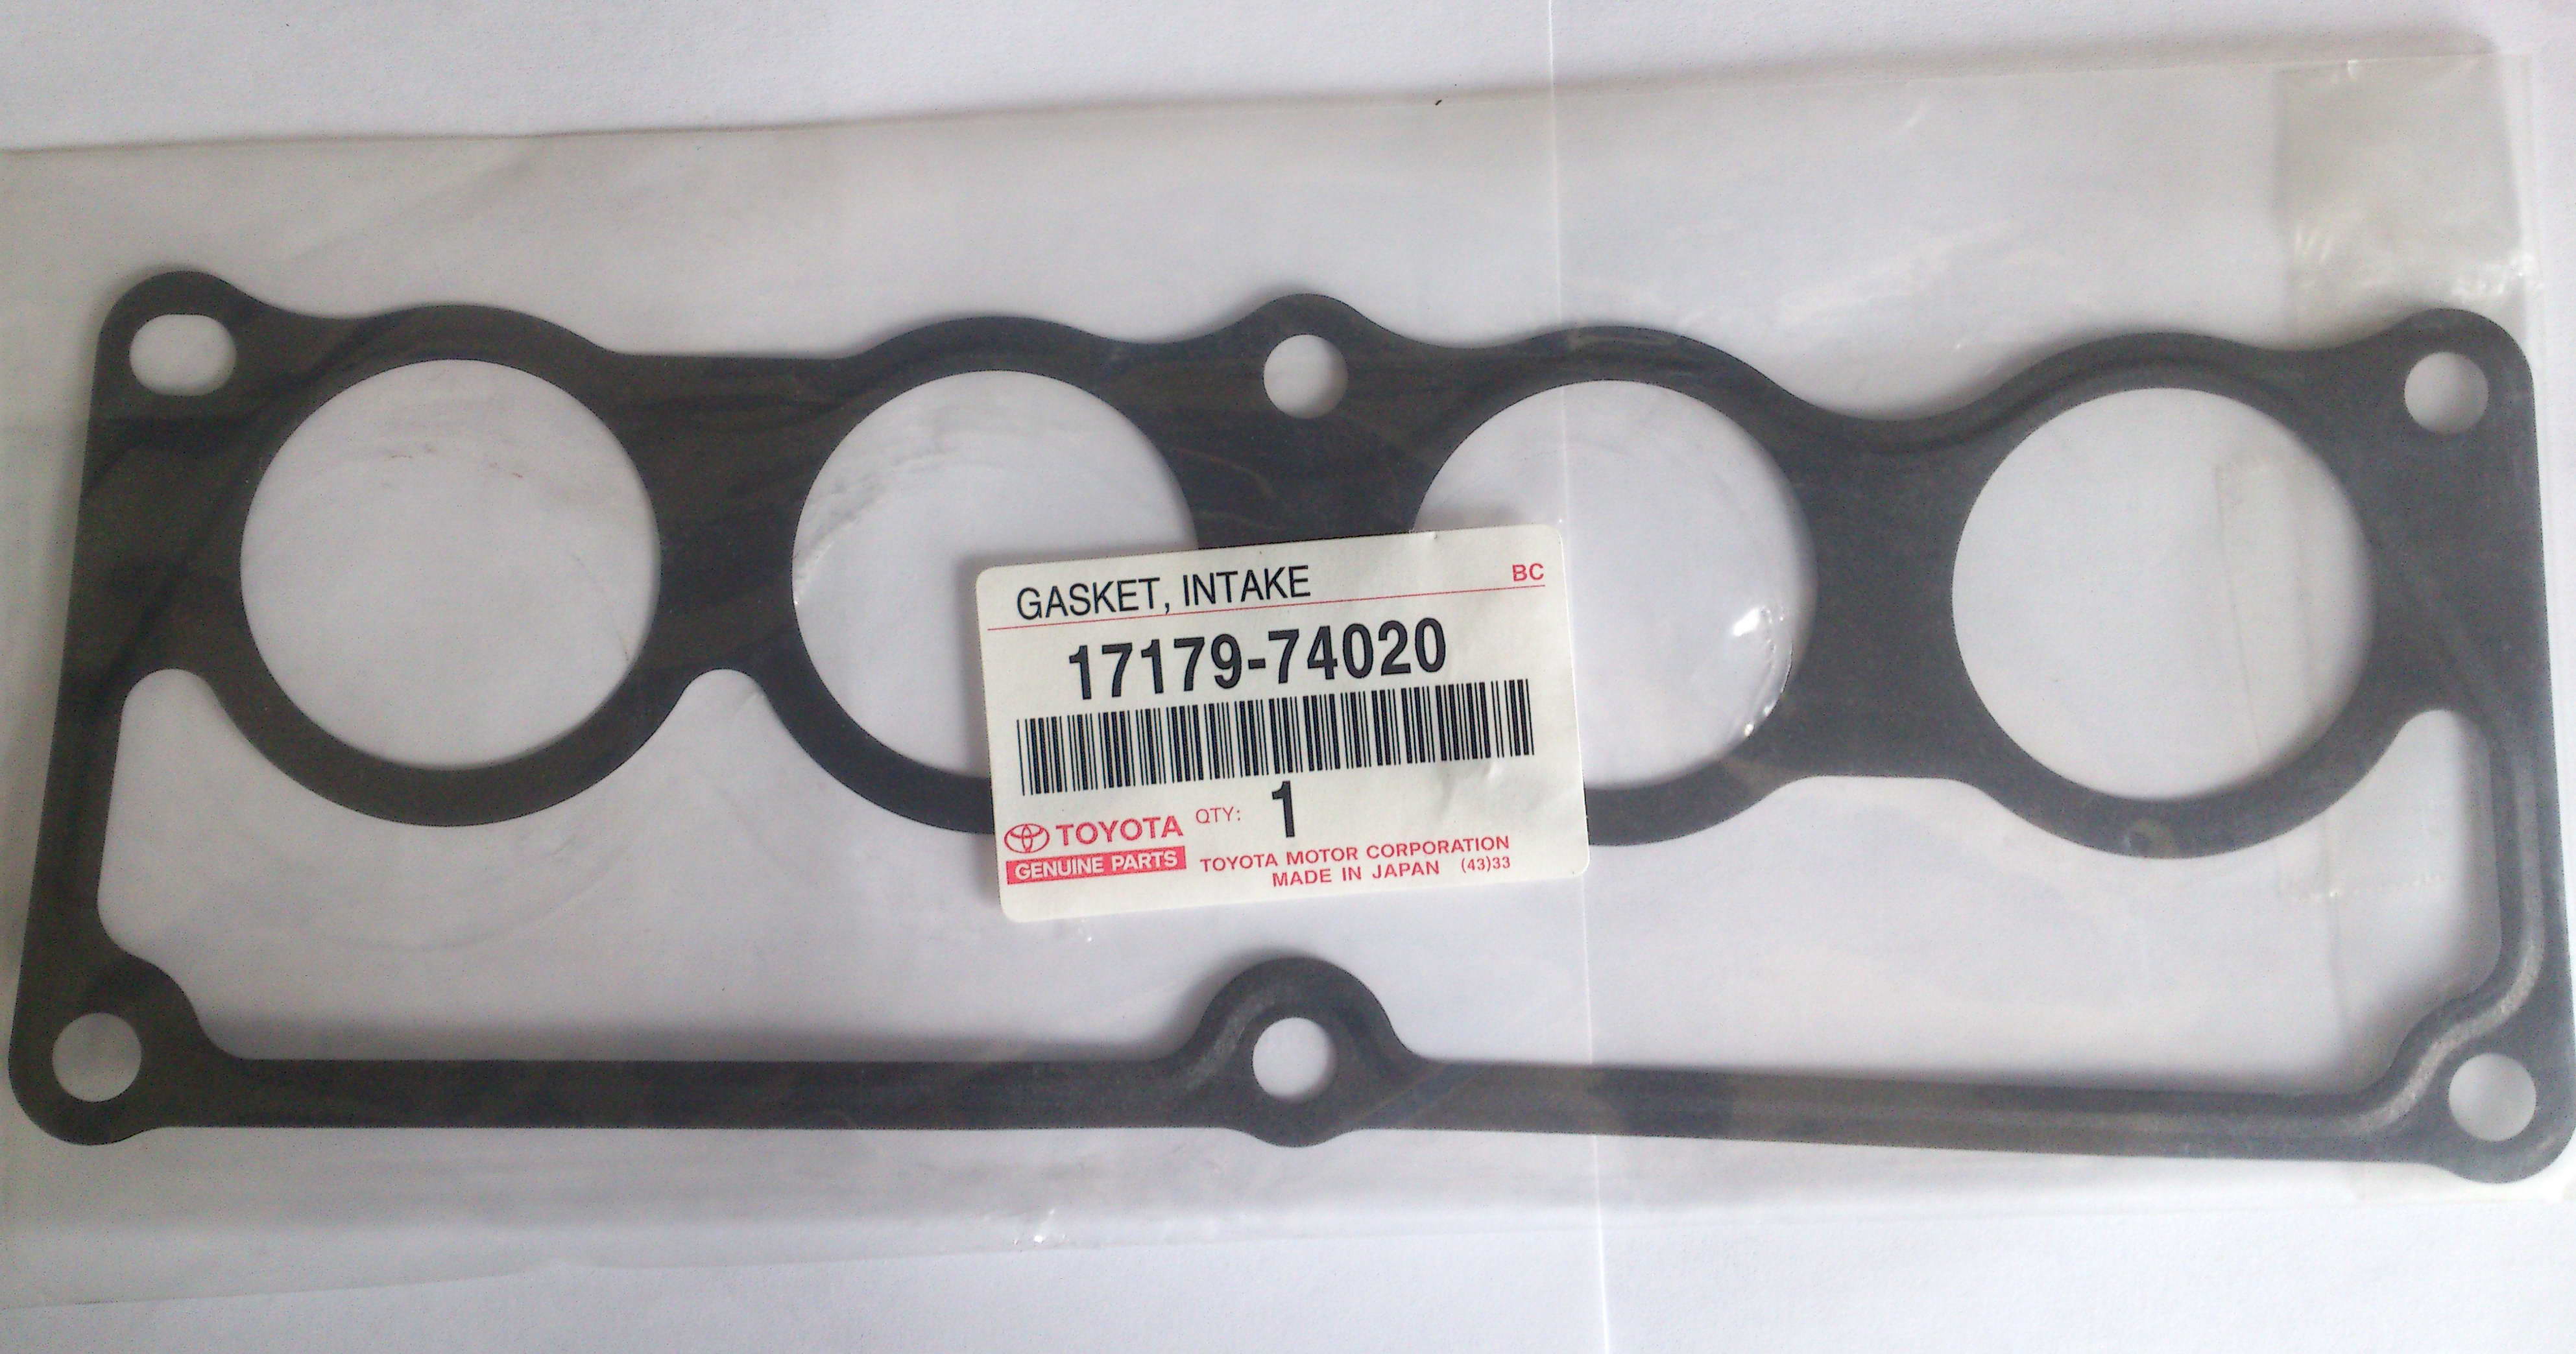 GASKET, INTAKE BC
17179-74020
TOYOTA QTY: 1
GENUINE PARTS
TOYOTA MOTOR CORPORATION
MADE IN JAPAN (43)33